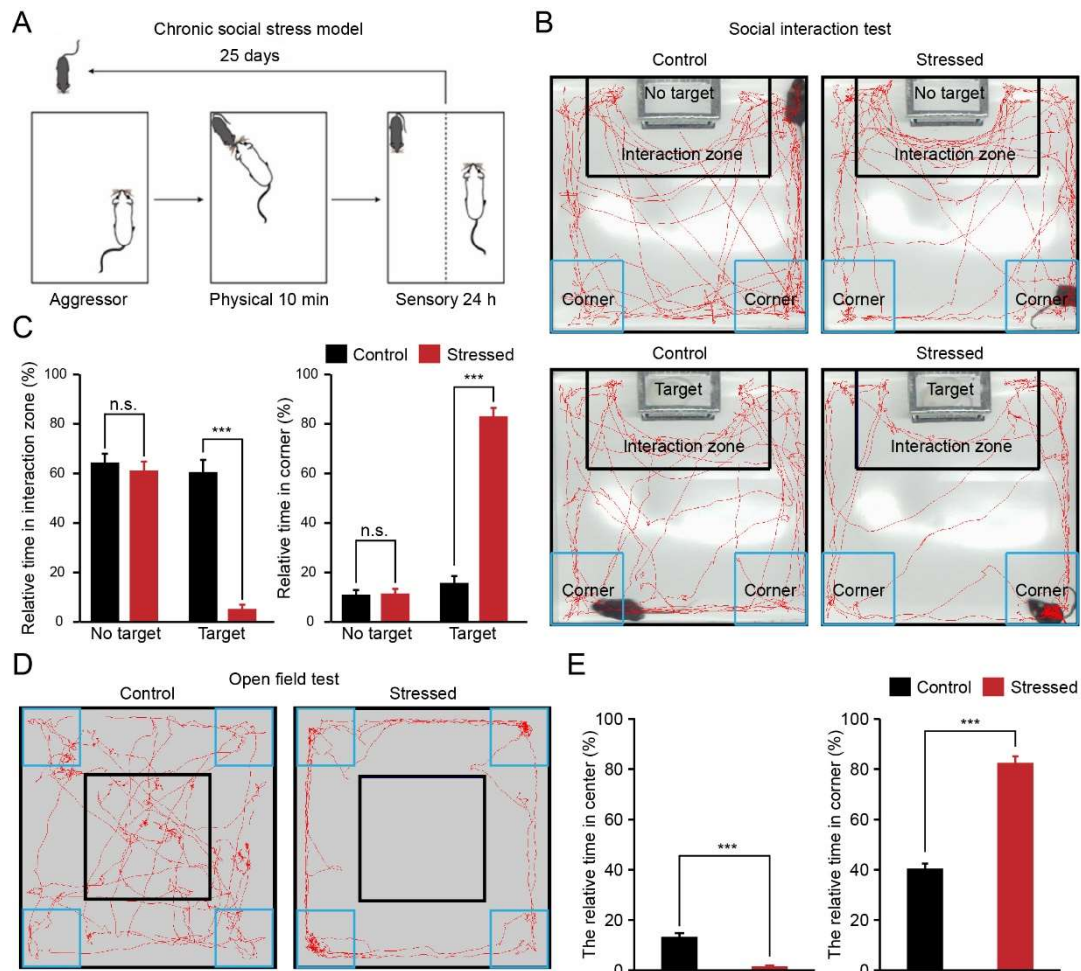 A
Chronic social stress model
25 days
Aggressor
Physical 10 min
Sensory 24 h
B
Social interaction test
Control
Stressed
No target
No target
Interaction zone
Interaction zone
Corner
Corner
Corner
Corner
Control
Stressed
Target
Target
Interaction zone
Interaction zone
Corner
Corner
Corner
Corner
C
Control
Stressed
Relative time in interaction zone (%)
100
80
60
40
20
0
n.s.
***
No target
Target
Relative time in corner (%)
100
80
60
40
20
0
n.s.
***
No target
Target
D
Open field test
Control
Stressed
E
Control
Stressed
The relative time in center (%)
100
80
60
40
20
0
***
The relative time in corner (%)
100
80
60
40
20
0
***